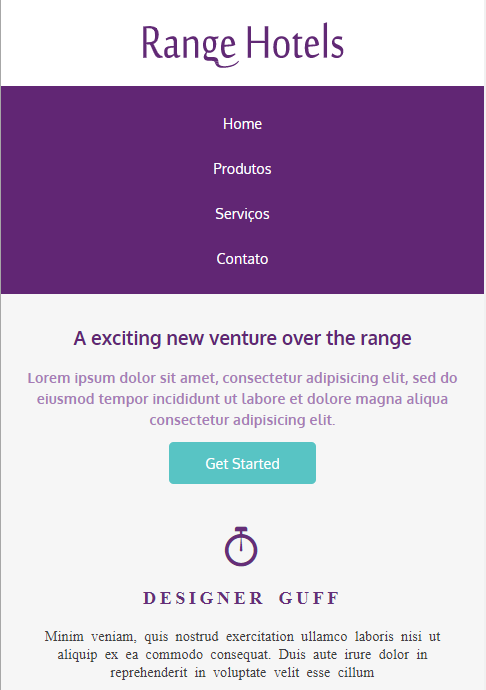 Range Hotels
Home
Produtos
Serviços
Contato
A exciting new venture over the range
Lorem ipsum dolor sit amet, consectetur adipisicing elit, sed do
eiusmod tempor incididunt ut labore et dolore magna aliqua
consectetur adipisicing elit.
Get Started
DESIGNER GUFF
Minim veniam, quis nostrud exercitation ullamco laboris nisi ut
aliquip ex ea commodo consequat. Duis aute irure dolor in
reprehenderit in voluptate velit esse cillum